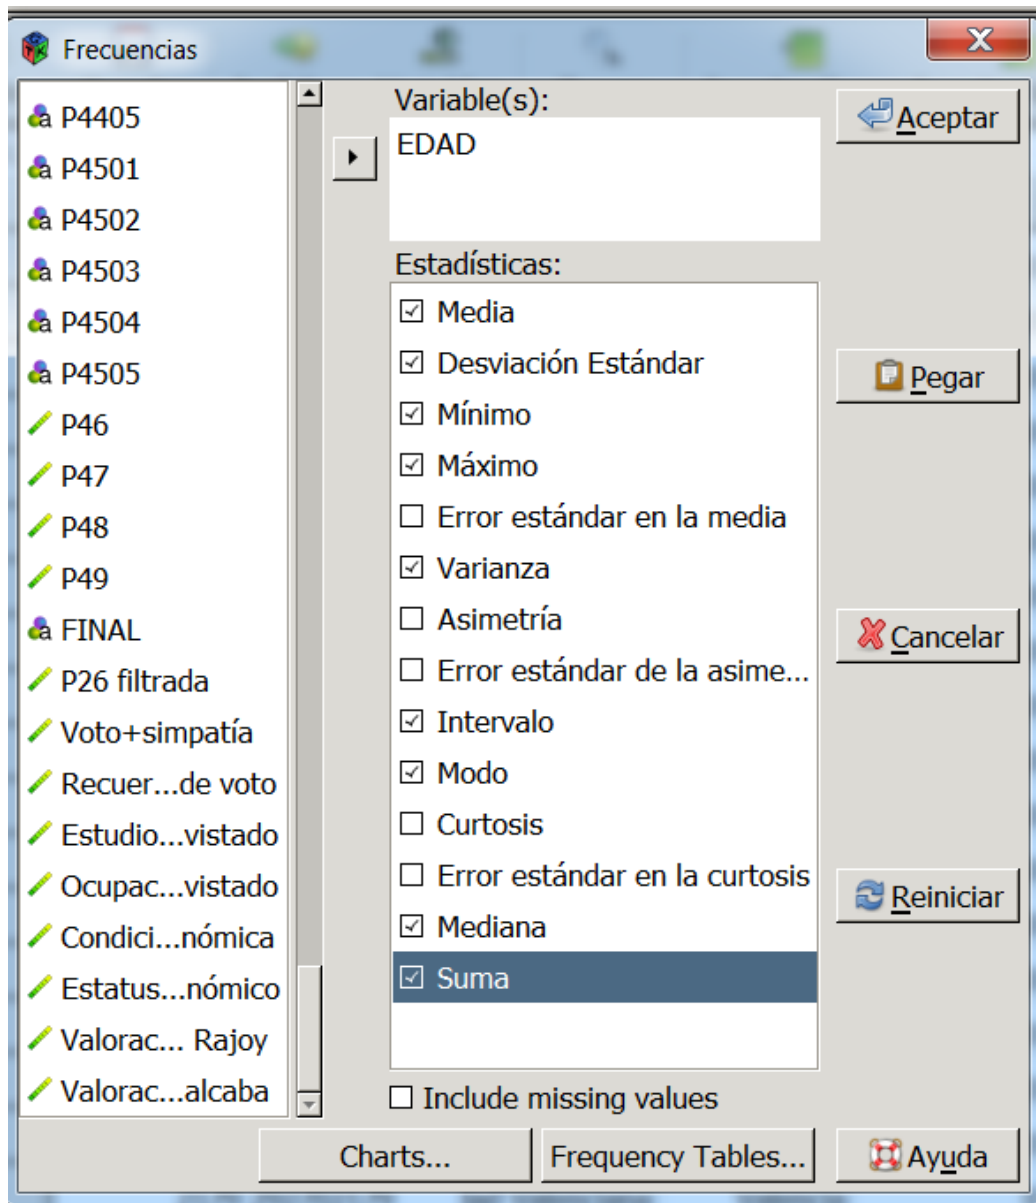 Frecuencias
P4405
P4501
P4502
P4503
P4504
P4505
P46
P47
P48
P49
FINAL
P26 filtrada
Voto+simpatía
Recuer...de voto
Estudio...vistado
Ocupac...vistado
Condici...nómica
Estatus...nómico
Valorac... Rajoy
Valorac...alcaba
Variable(s):
EDAD
Estadísticas:
Media
Desviación Estándar
Mínimo
Máximo
Error estándar en la media
Varianza
Asimetría
Error estándar de la asime...
Intervalo
Modo
Curtosis
Error estándar en la curtosis
Mediana
Suma
Include missing values
Aceptar
Pegar
Cancelar
Reiniciar
Charts...
Frequency Tables...
Ayuda